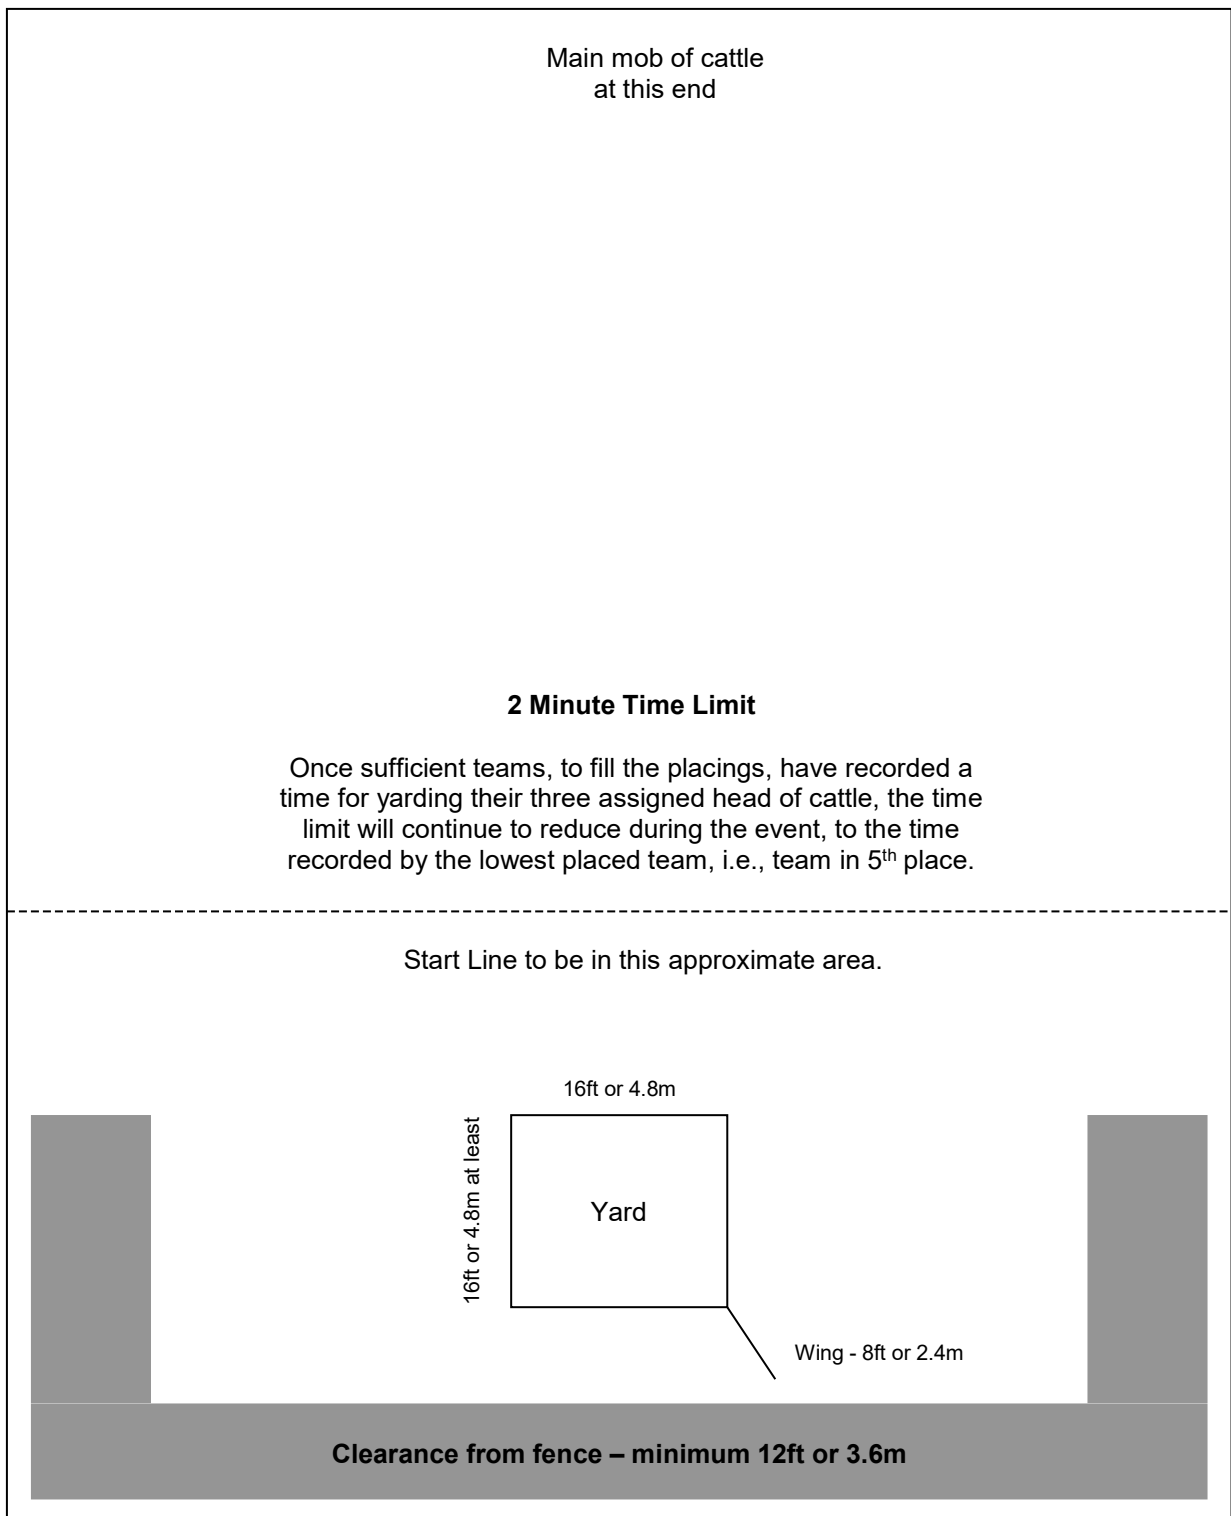 Main mob of cattle
at this end
2 Minute Time Limit
Once sufficient teams, to fill the placings, have recorded a
time for yarding their three assigned head of cattle, the time
limit will continue to reduce during the event, to the time
recorded by the lowest placed team, i.e., team in 5th place.
Start Line to be in this approximate area.
16ft or 4.8m
16ft or 4.8m at least
Yard
Wing - 8ft or 2.4m
Clearance from fence – minimum 12ft or 3.6m